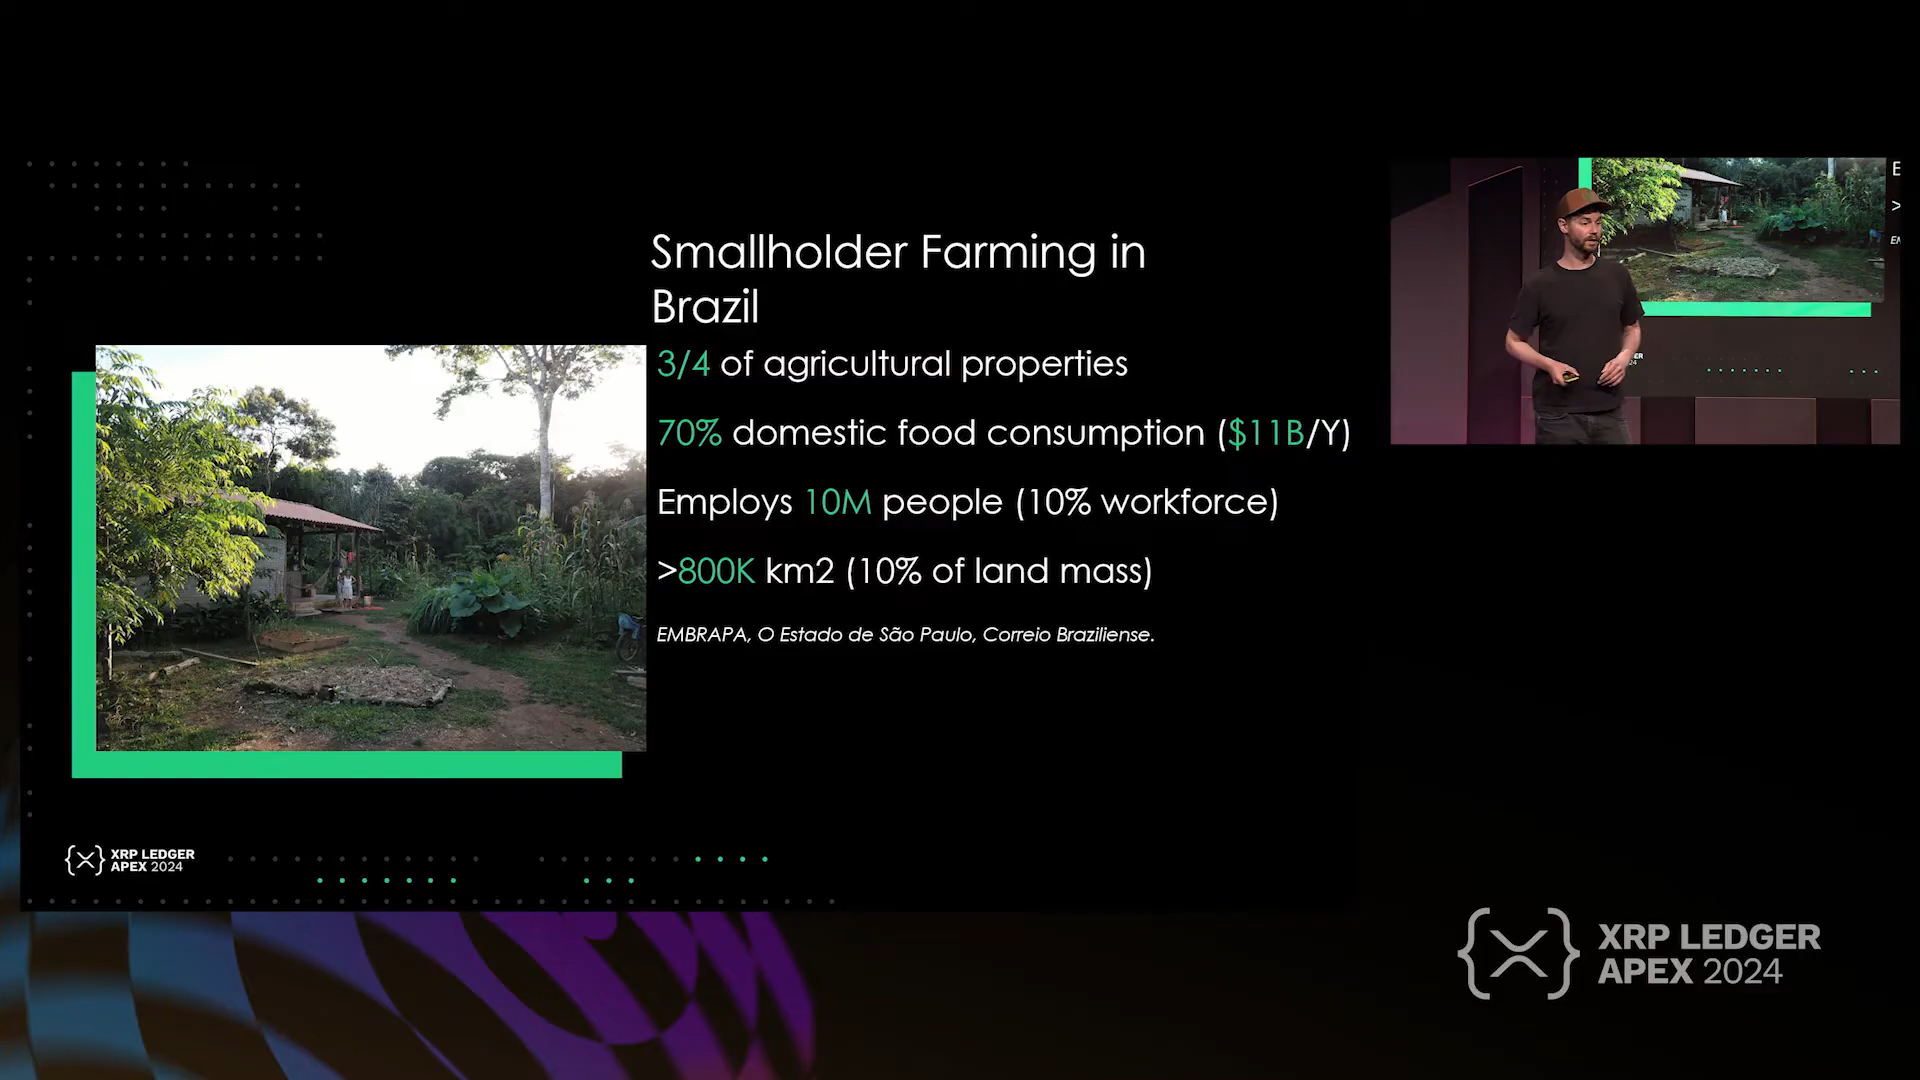 Smallholder Farming in
Brazil
3/4 of agricultural properties
70% domestic food consumption ($11B/Y)
Employs 10M people (10% workforce)
>800K km2 (10% of land mass)
EMBRAPA, O Estado de São Paulo, Correio Braziliense.
XRP LEDGER
APEX 2024
XRP LEDGER
APEX 2024